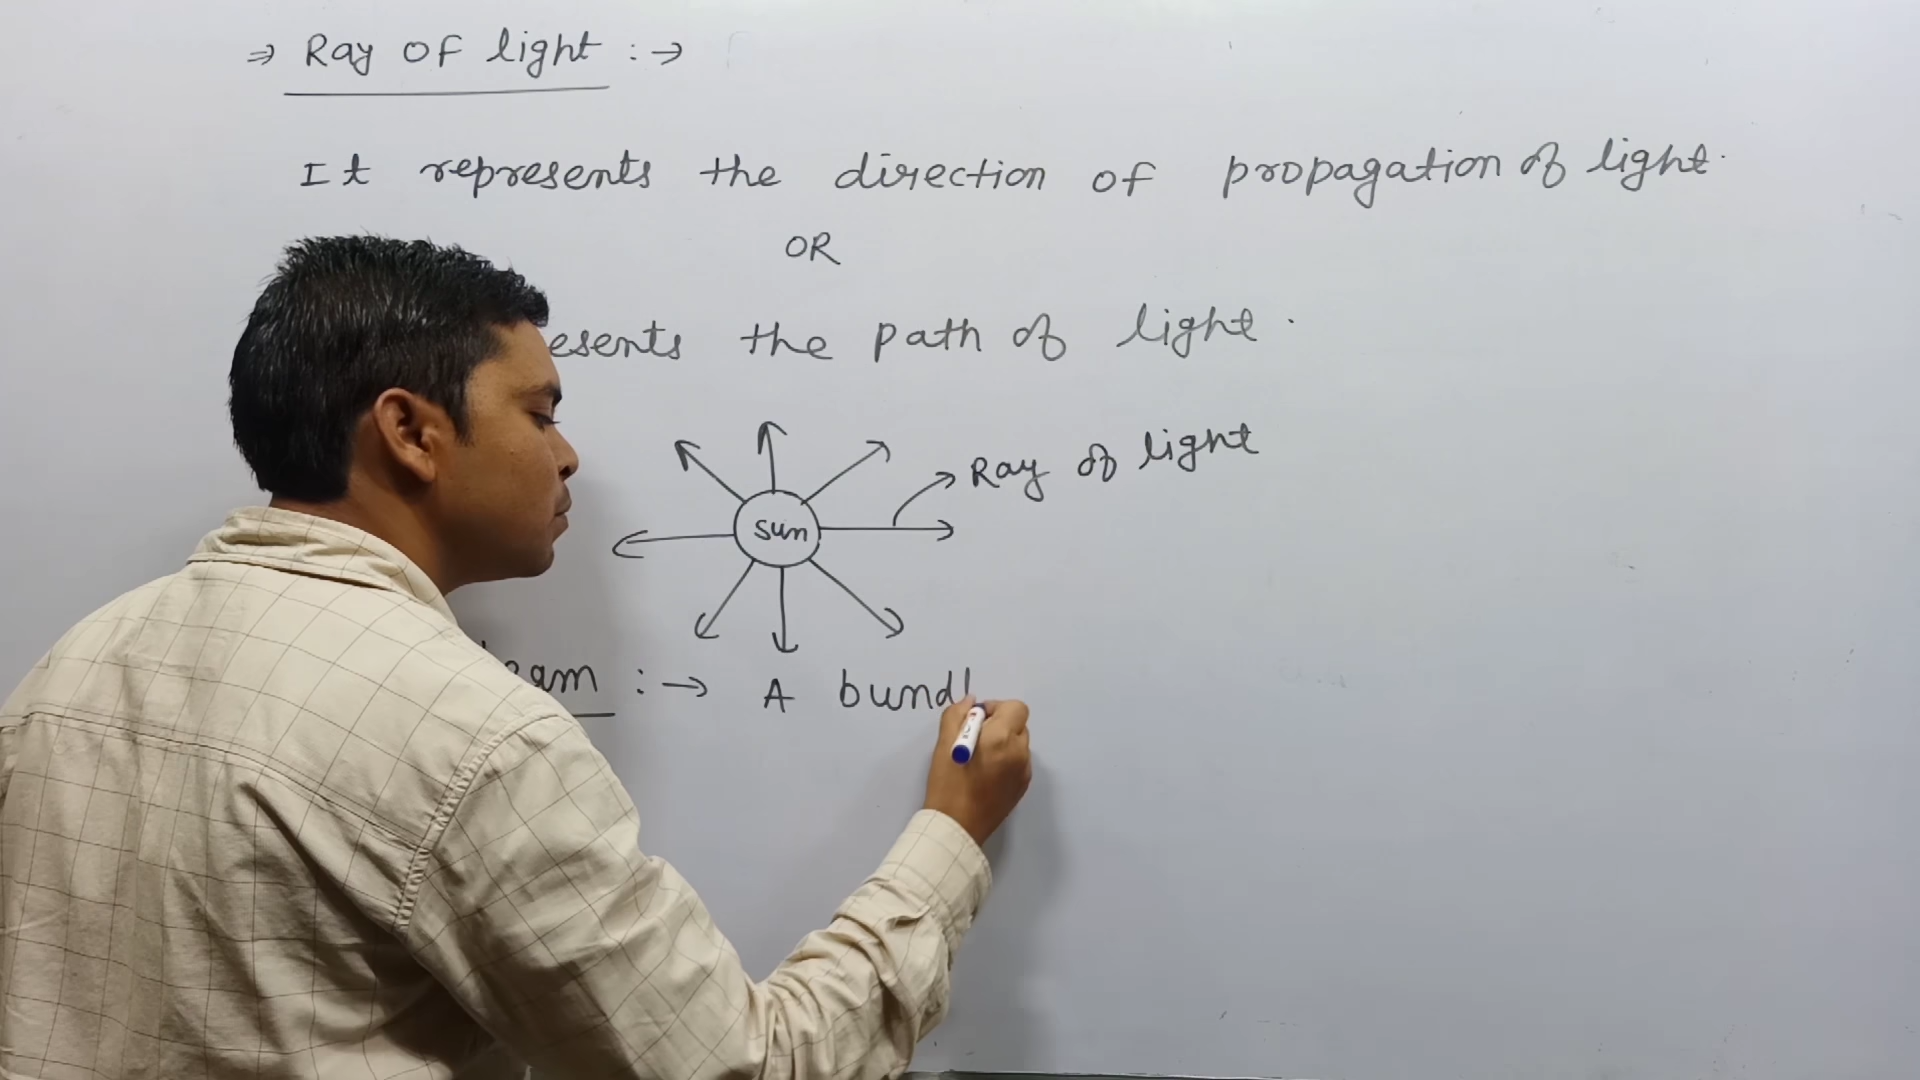 ⇒ Ray of light :→
It represents the direction of propagation of light.
OR
esents the path of light.
Ray of light
sun
eam :→ A bundl